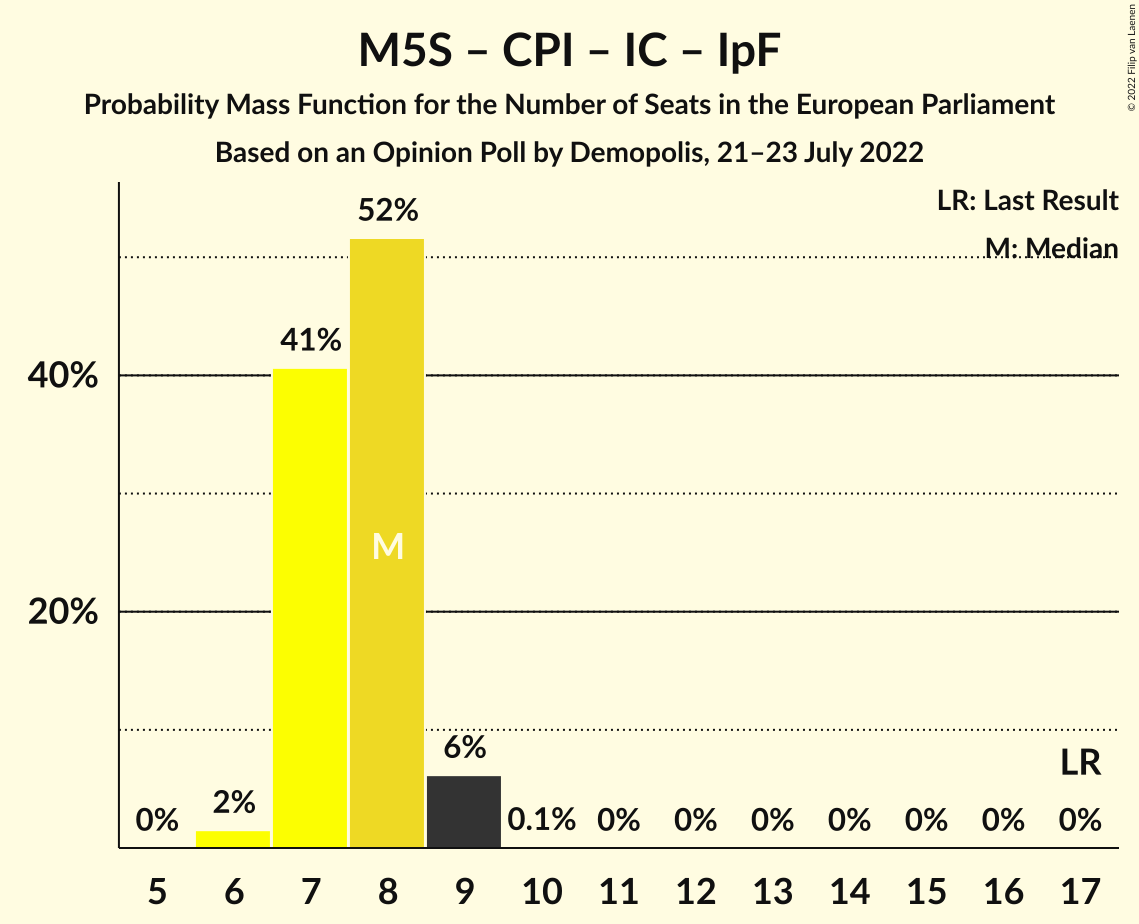 M5S – CPI – IC – IpF
Probability Mass Function for the Number of Seats in the European Parliament
Based on an Opinion Poll by Demopolis, 21–23 July 2022
© 2022 Filip van Laenen
LR: Last Result
M: Median
52%
41%
40%
M
20%
6%
LR
0% 2% 0.1% 0% 0% 0% 0% 0% 0% 0%
5 6 7 8 9 10 11 12 13 14 15 16 17